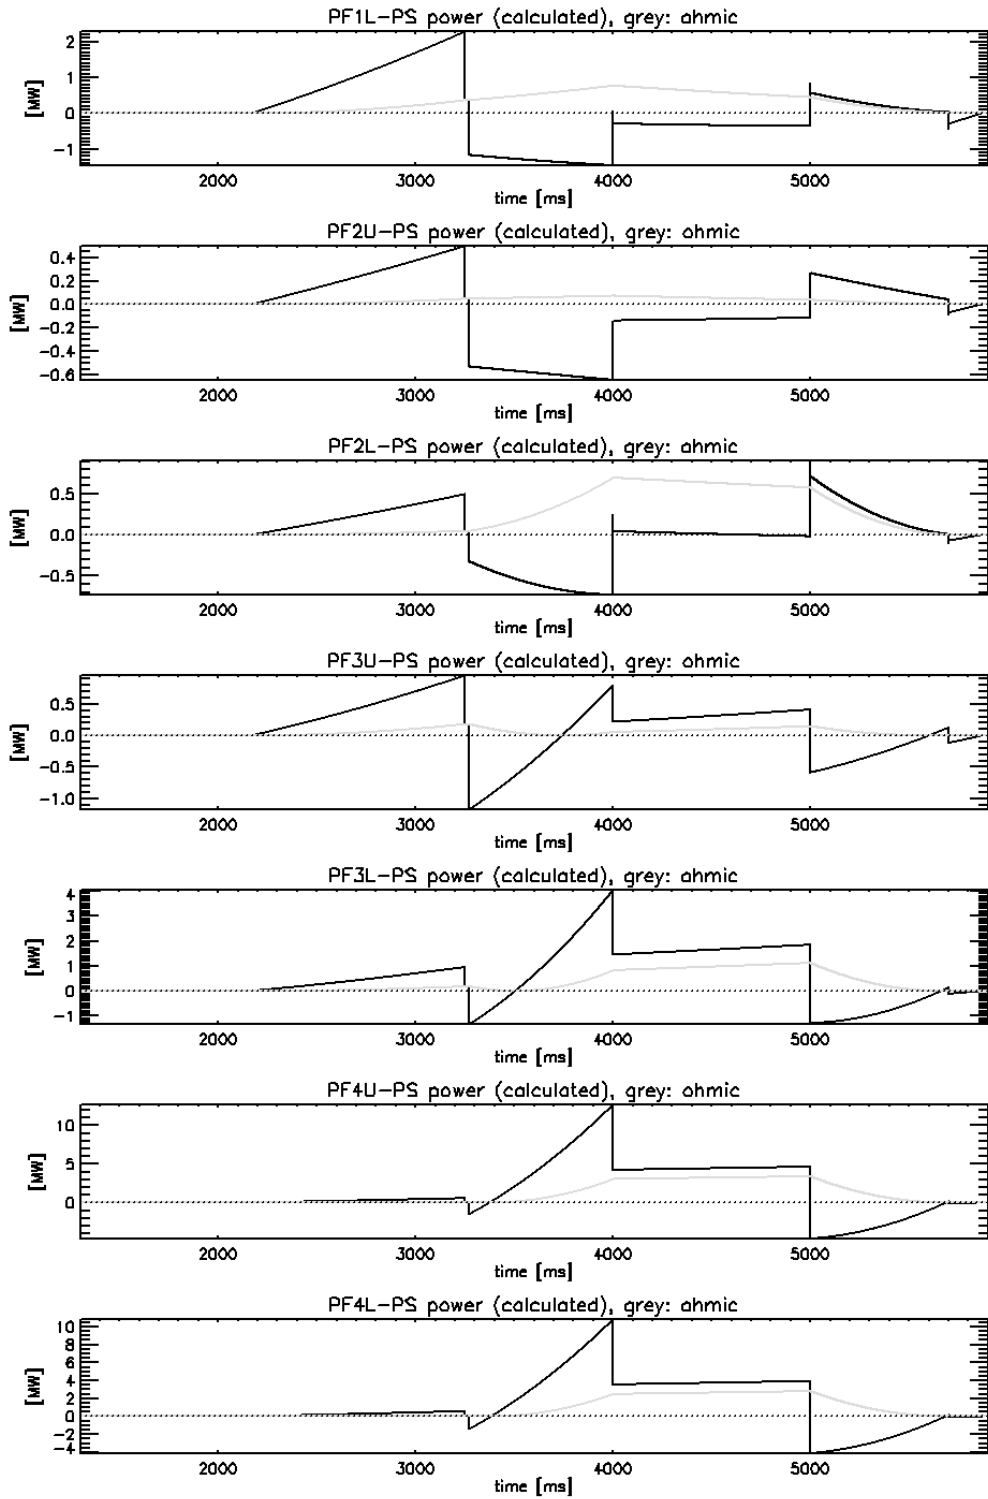 PF1L-PS power (calculated), grey: ohmic
2
1
0
-1
[MW]
2000 3000 4000 5000
time [ms]
PF2U-PS power (calculated), grey: ohmic
0.4
0.2
0.0
-0.2
-0.4
-0.6
[MW]
2000 3000 4000 5000
time [ms]
PF2L-PS power (calculated), grey: ohmic
0.5
0.0
-0.5
[MW]
2000 3000 4000 5000
time [ms]
PF3U-PS power (calculated), grey: ohmic
0.5
0.0
-0.5
-1.0
[MW]
2000 3000 4000 5000
time [ms]
PF3L-PS power (calculated), grey: ohmic
4
3
2
1
0
-1
[MW]
2000 3000 4000 5000
time [ms]
PF4U-PS power (calculated), grey: ohmic
10
5
0
[MW]
2000 3000 4000 5000
time [ms]
PF4L-PS power (calculated), grey: ohmic
10
8
6
4
2
0
-2
-4
[MW]
2000 3000 4000 5000
time [ms]